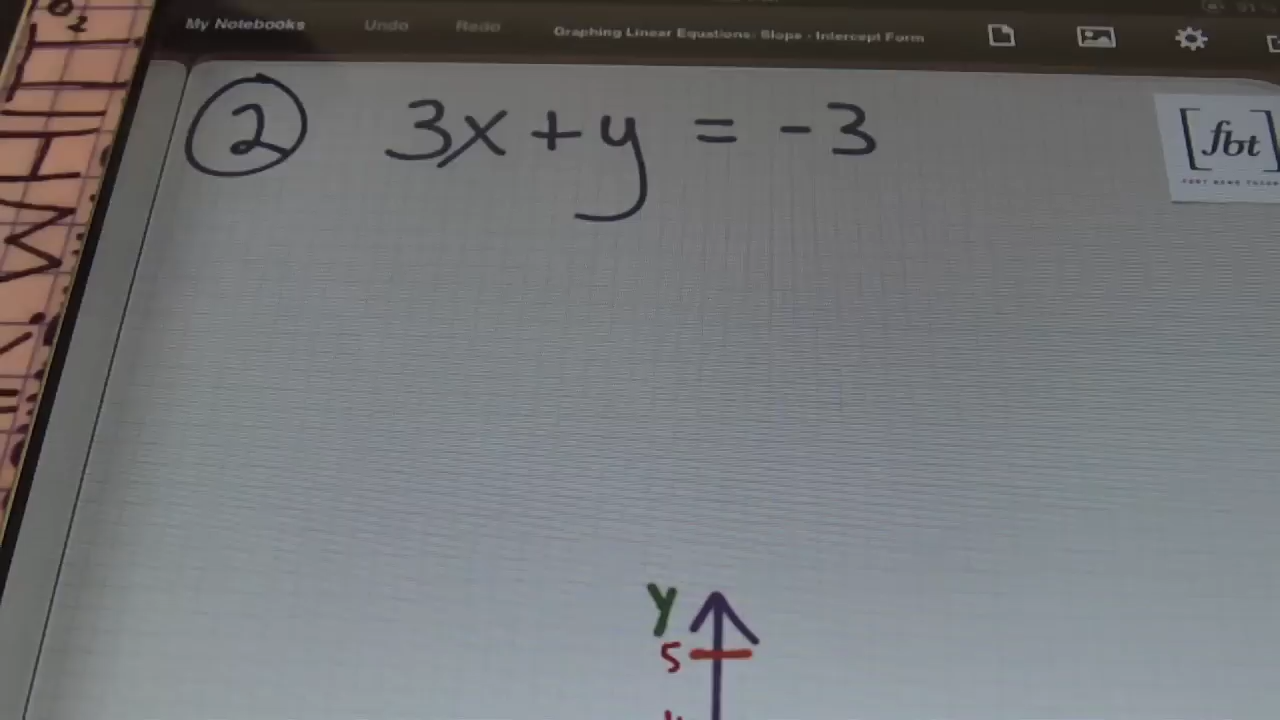 My Notebooks Undo Redo Graphing Linear Equations: Slope - Intercept Form
2 3x + y = -3
[fbt]
y
5